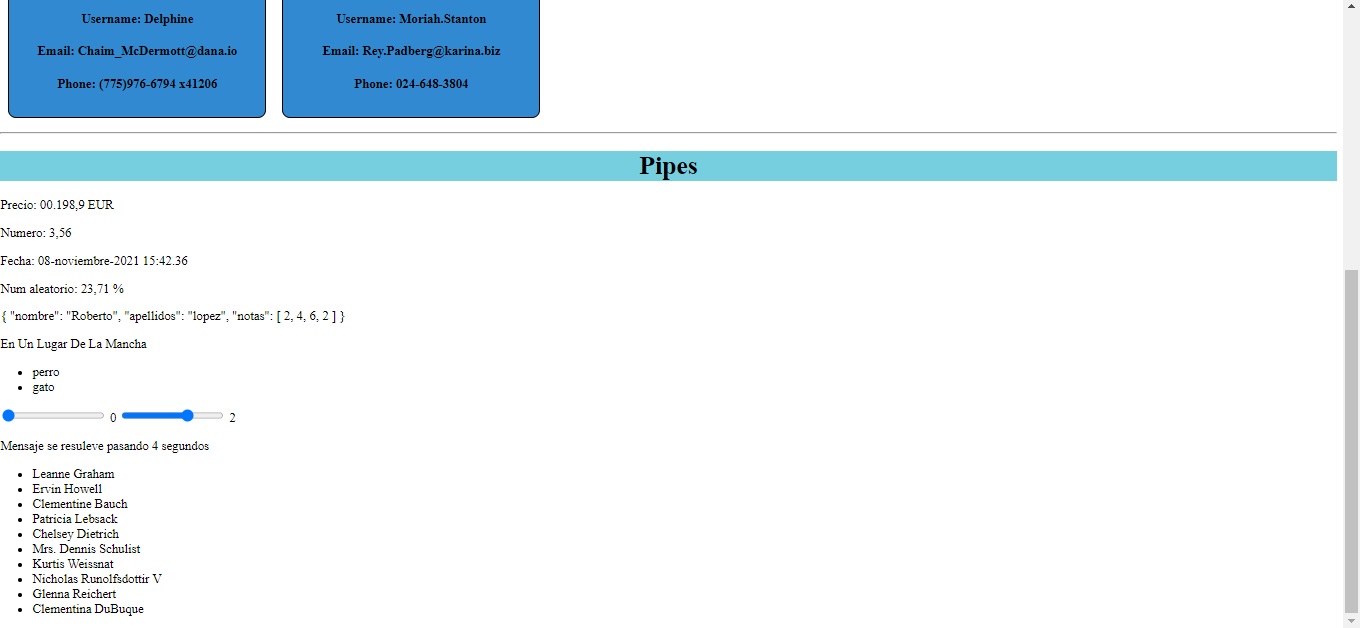 Username: Delphine
Email: Chaim_McDermott@dana.io
Phone: (775)976-6794 x41206
Username: Moriah.Stanton
Email: Rey.Padberg@karina.biz
Phone: 024-648-3804
Pipes
Precio: 00.198,9 EUR
Numero: 3,56
Fecha: 08-noviembre-2021 15:42.36
Num aleatorio: 23,71 %
{ "nombre": "Roberto", "apellidos": "lopez", "notas": [ 2, 4, 6, 2 ] }
En Un Lugar De La Mancha
perro
gato
0 2
Mensaje se resuleve pasando 4 segundos
Leanne Graham
Ervin Howell
Clementine Bauch
Patricia Lebsack
Chelsey Dietrich
Mrs. Dennis Schulist
Kurtis Weissnat
Nicholas Runolfsdottir V
Glenna Reichert
Clementina DuBuque